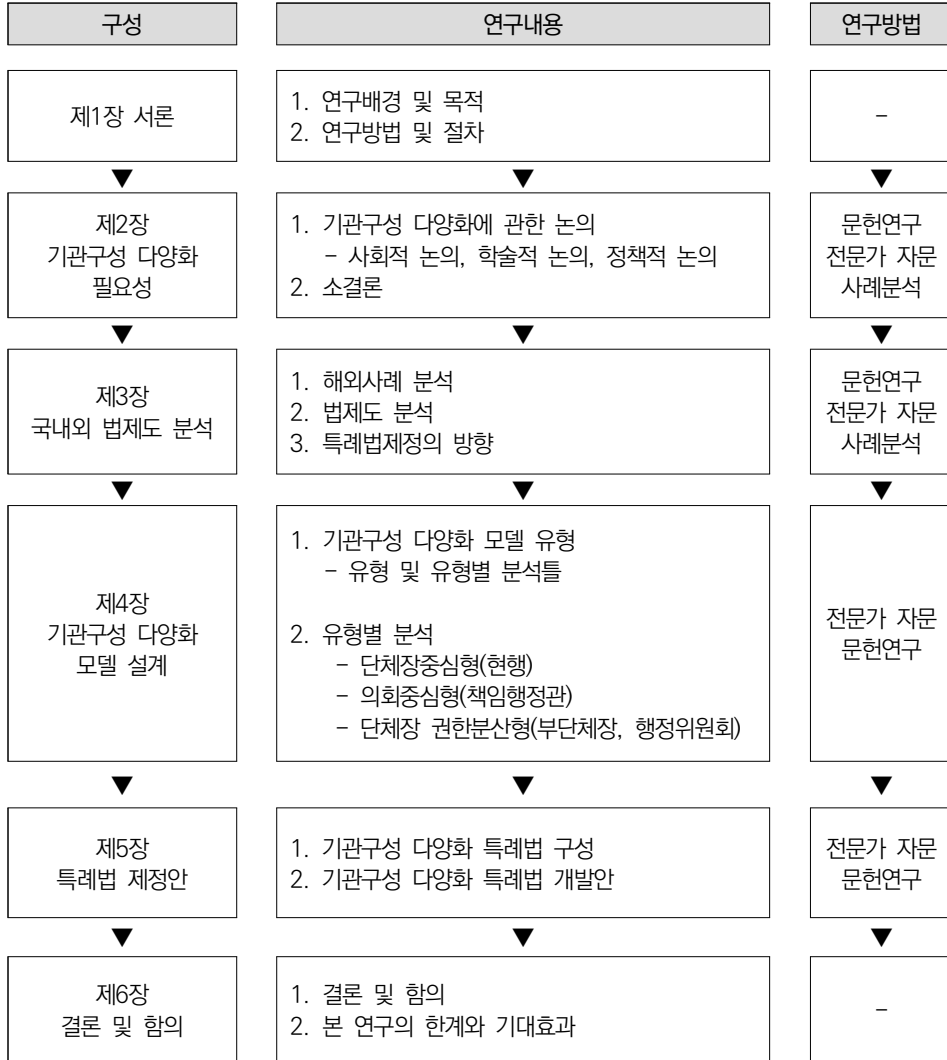 구성
연구내용
연구방법
제1장 서론
1. 연구배경 및 목적
2. 연구방법 및 절차
-
▼ ▼ ▼
제2장
기관구성 다양화
필요성
1. 기관구성 다양화에 관한 논의
- 사회적 논의, 학술적 논의, 정책적 논의
2. 소결론
문헌연구
전문가 자문
사례분석
▼ ▼ ▼
제3장
국내외 법제도 분석
1. 해외사례 분석
2. 법제도 분석
3. 특례법제정의 방향
문헌연구
전문가 자문
사례분석
▼ ▼ ▼
제4장
기관구성 다양화
모델 설계
1. 기관구성 다양화 모델 유형
- 유형 및 유형별 분석틀
2. 유형별 분석
- 단체장중심형(현행)
- 의회중심형(책임행정관)
- 단체장 권한분산형(부단체장, 행정위원회)
전문가 자문
문헌연구
▼ ▼ ▼
제5장
특례법 제정안
1. 기관구성 다양화 특례법 구성
2. 기관구성 다양화 특례법 개발안
전문가 자문
문헌연구
▼ ▼ ▼
제6장
결론 및 함의
1. 결론 및 함의
2. 본 연구의 한계와 기대효과
-